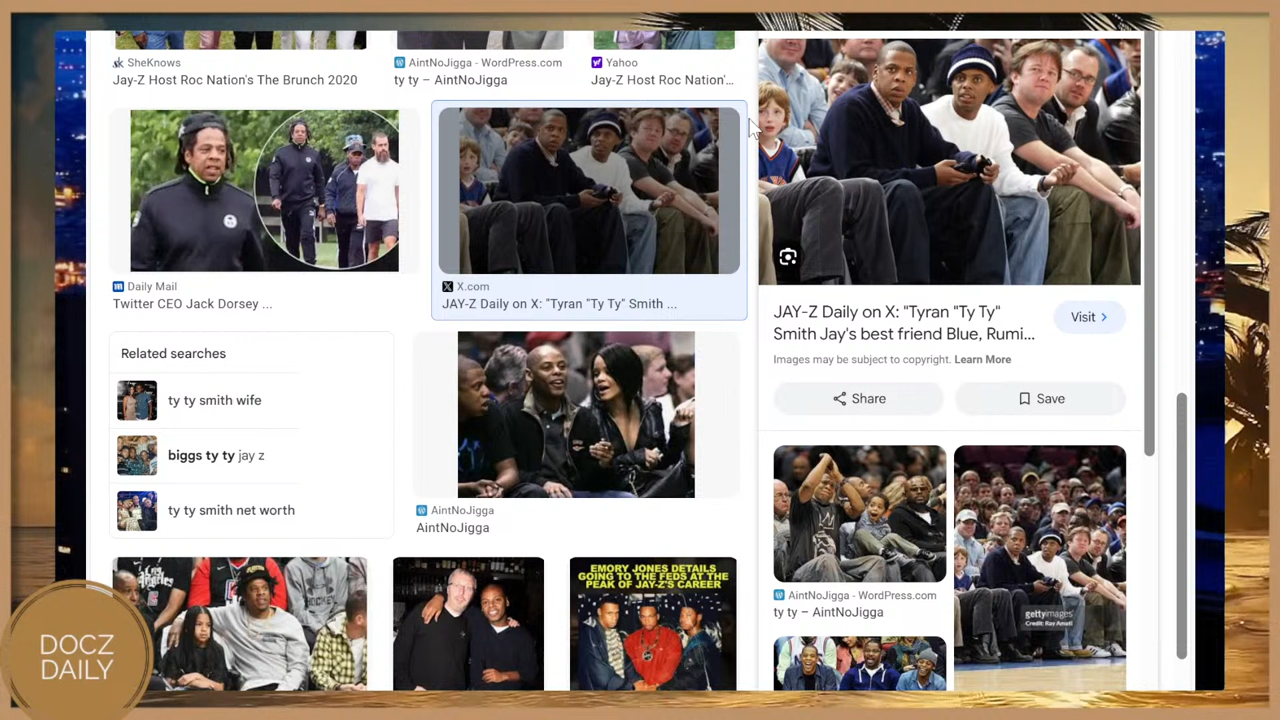 SheKnows
Jay-Z Host Roc Nation's The Brunch 2020
AintNoJigga - WordPress.com
ty ty – AintNoJigga
Yahoo
Jay-Z Host Roc Nation'...
Daily Mail
Twitter CEO Jack Dorsey ...
X.com
JAY-Z Daily on X: "Tyran "Ty Ty" Smith ...
Related searches
ty ty smith wife
biggs ty ty jay z
ty ty smith net worth
AintNoJigga
AintNoJigga
EMORY JONES DETAILS
GOING TO THE FEDS AT THE
PEAK OF JAY-Z'S CAREER
JAY-Z Daily on X: "Tyran "Ty Ty"
Smith Jay's best friend Blue, Rumi...
Visit
Images may be subject to copyright. Learn More
Share
Save
AintNoJigga - WordPress.com
ty ty – AintNoJigga
gettyimages
Credit: Ray Amati
DOCZ
DAILY